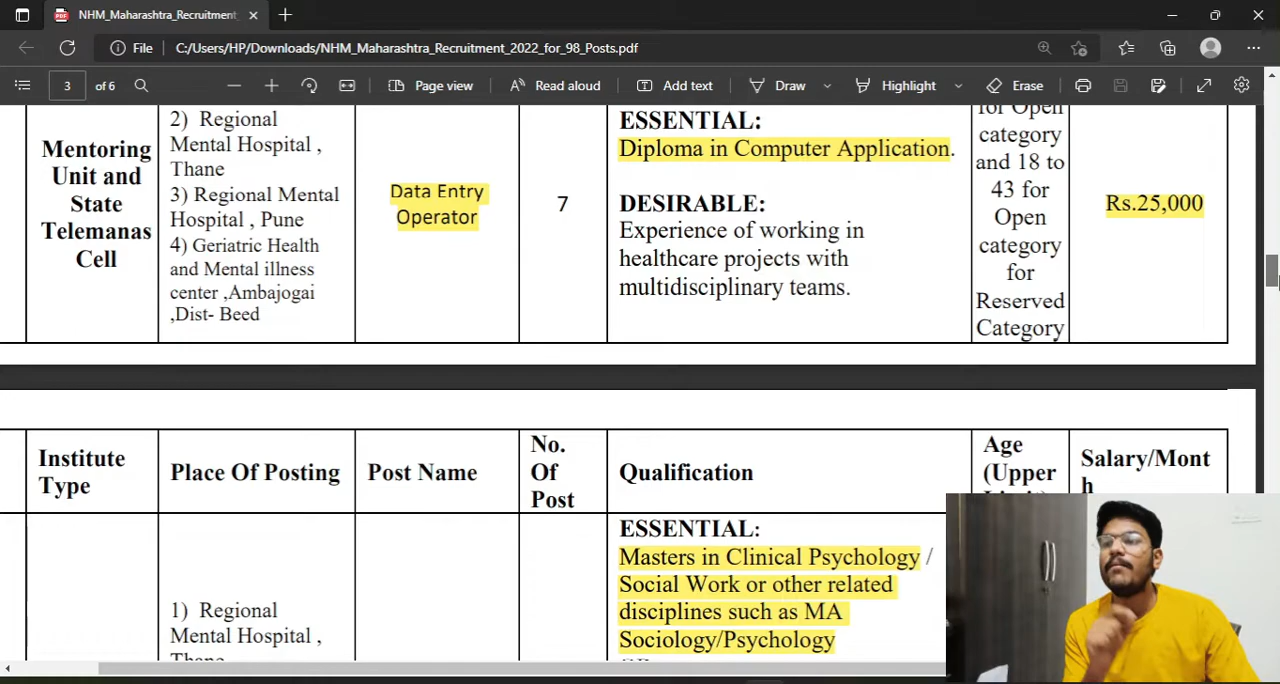 NHM_Maharashtra_Recruitment_
File
C:/Users/HP/Downloads/NHM_Maharashtra_Recruitment_2022_for_98_Posts.pdf
3
of 6
Page view
Read aloud
Add text
Draw
Highlight
Erase
Mentoring
Unit and
State
Telemanas
Cell
2) Regional
Mental Hospital ,
Thane
3) Regional Mental
Hospital , Pune
4) Geriatric Health
and Mental illness
center ,Ambajogai
,Dist- Beed
Data Entry
Operator
7
ESSENTIAL:
Diploma in Computer Application.
DESIRABLE:
Experience of working in
healthcare projects with
multidisciplinary teams.
for Open
category
and 18 to
43 for
Open
category
for
Reserved
Category
Rs.25,000
Institute
Type
Place Of Posting
Post Name
No.
Of
Post
Qualification
Age
(Upper
Salary/Mont
h
1) Regional
Mental Hospital ,
Thane
ESSENTIAL:
Masters in Clinical Psychology /
Social Work or other related
disciplines such as MA
Sociology/Psychology